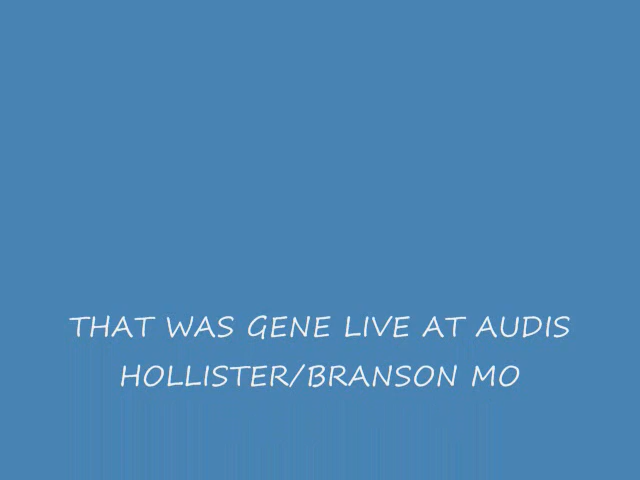 THAT WAS GENE LIVE AT AUDIS
HOLLISTER/BRANSON MO